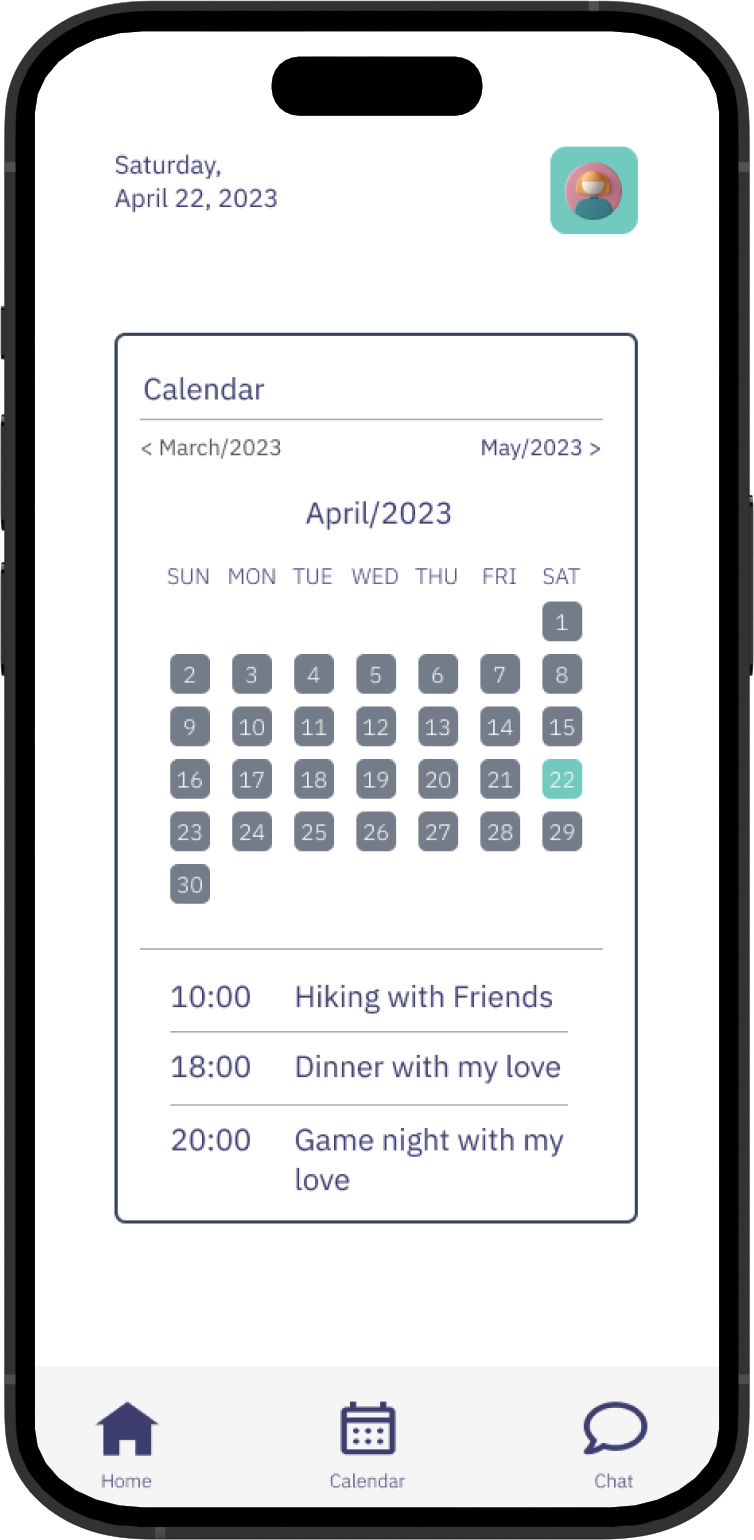 Saturday,
April 22, 2023
Calendar
< March/2023 May/2023 >
April/2023
SUN MON TUE WED THU FRI SAT
1
2 3 4 5 6 7 8
9 10 11 12 13 14 15
16 17 18 19 20 21 22
23 24 25 26 27 28 29
30
10:00 Hiking with Friends
18:00 Dinner with my love
20:00 Game night with my
love
Home Calendar Chat